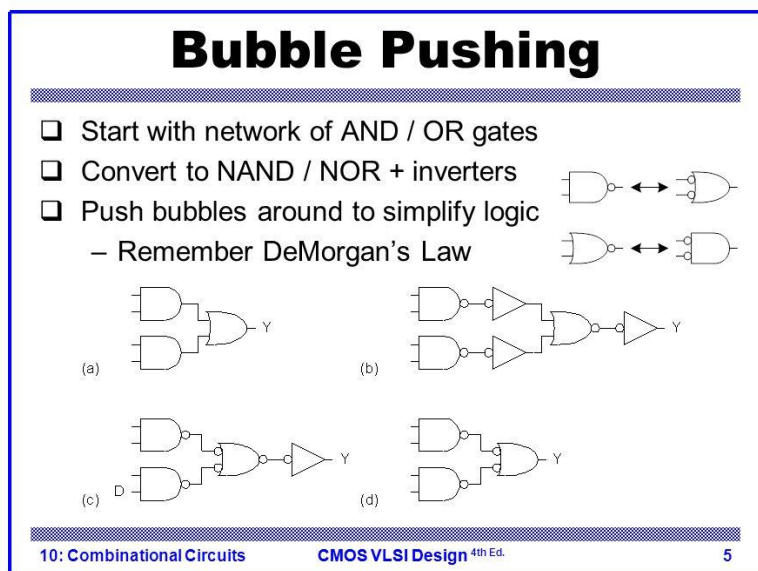 Bubble Pushing
Start with network of AND / OR gates
Convert to NAND / NOR + inverters
Push bubbles around to simplify logic
– Remember DeMorgan's Law
Y
(a)
Y
(b)
Y
D
(c)
Y
(d)
10: Combinational Circuits
CMOS VLSI Design 4th Ed.
5